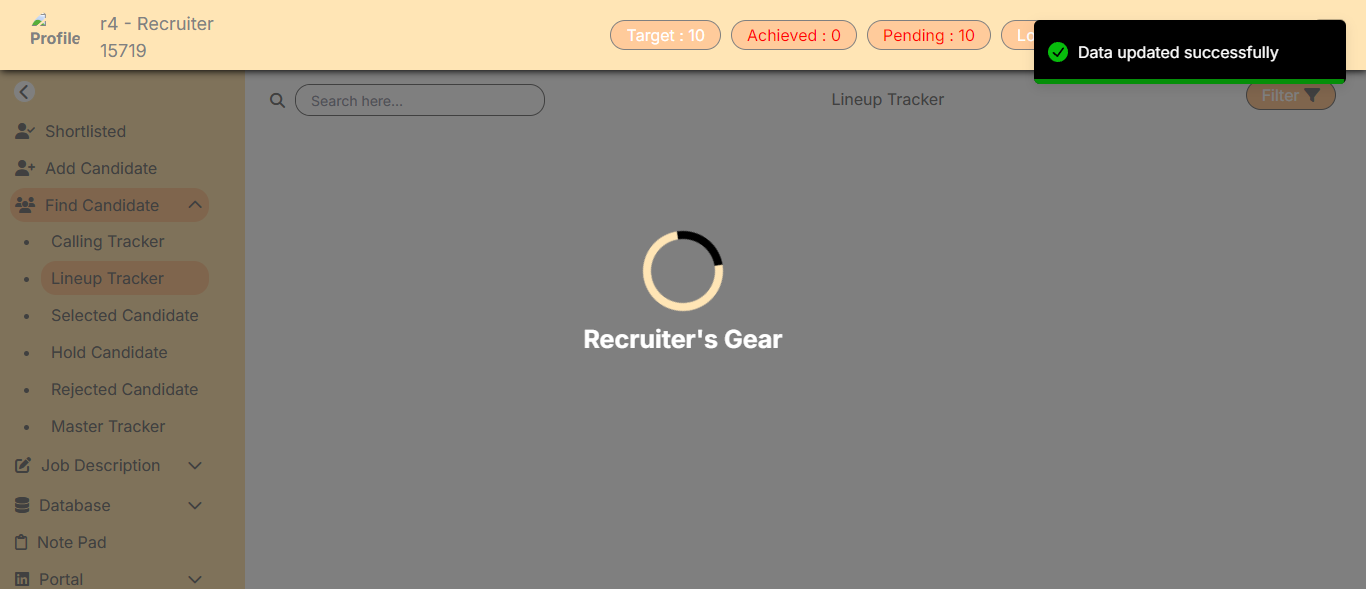 Profile
r4 - Recruiter
15719
Target : 10
Achieved : 0
Pending : 10
Lo
Data updated successfully
Search here...
Lineup Tracker
Filter
Shortlisted
Add Candidate
Find Candidate
Calling Tracker
Lineup Tracker
Selected Candidate
Hold Candidate
Rejected Candidate
Master Tracker
Job Description
Database
Note Pad
Portal
Recruiter's Gear